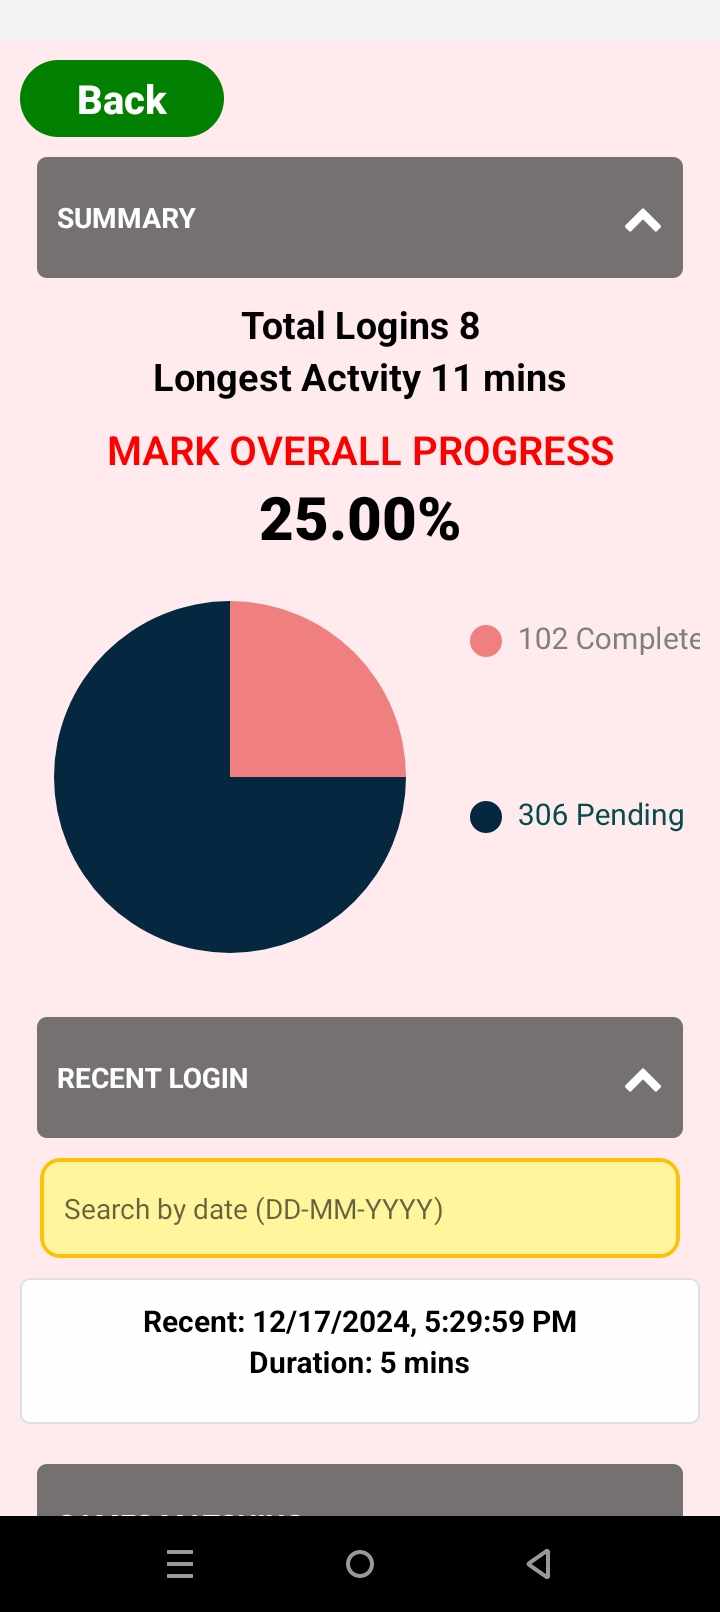 Back
SUMMARY
Total Logins 8
Longest Actvity 11 mins
MARK OVERALL PROGRESS
25.00%
102 Complete
306 Pending
RECENT LOGIN
Search by date (DD-MM-YYYY)
Recent: 12/17/2024, 5:29:59 PM
Duration: 5 mins